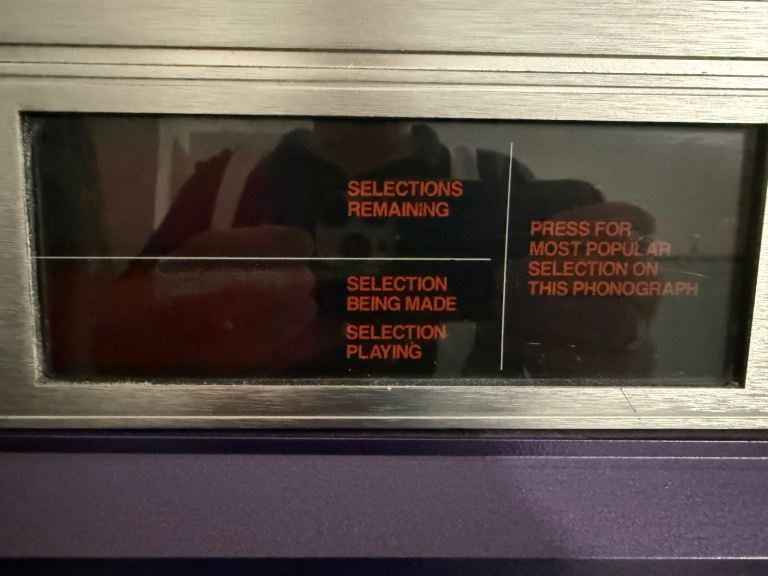 SELECTIONS
REMAINING
SELECTION
BEING MADE
SELECTION
PLAYING
PRESS FOR
MOST POPULAR
SELECTION ON
THIS PHONOGRAPH